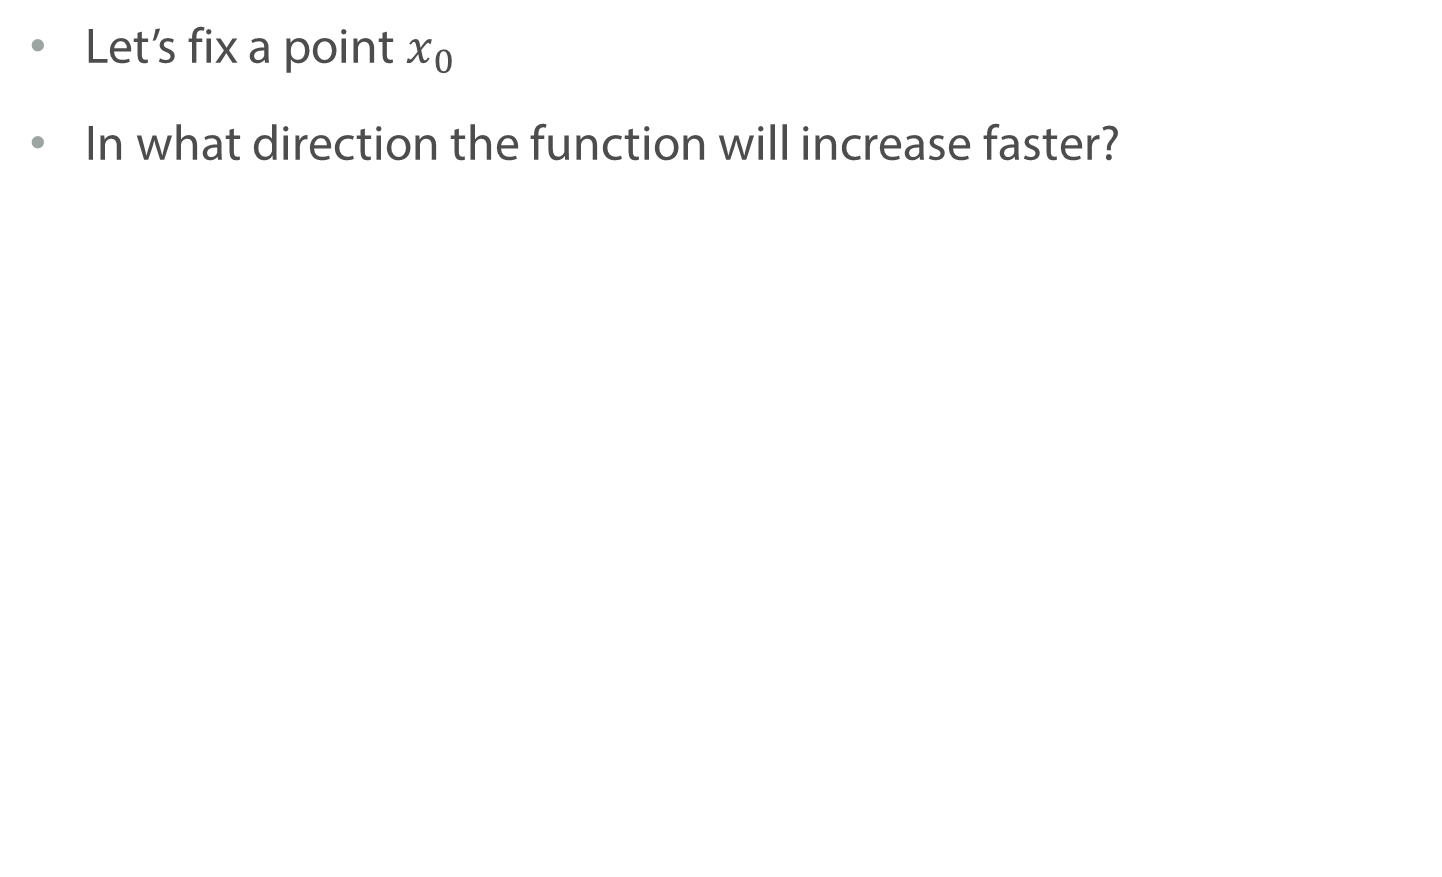 • Let’s fix a point x₀
• In what direction the function will increase faster?